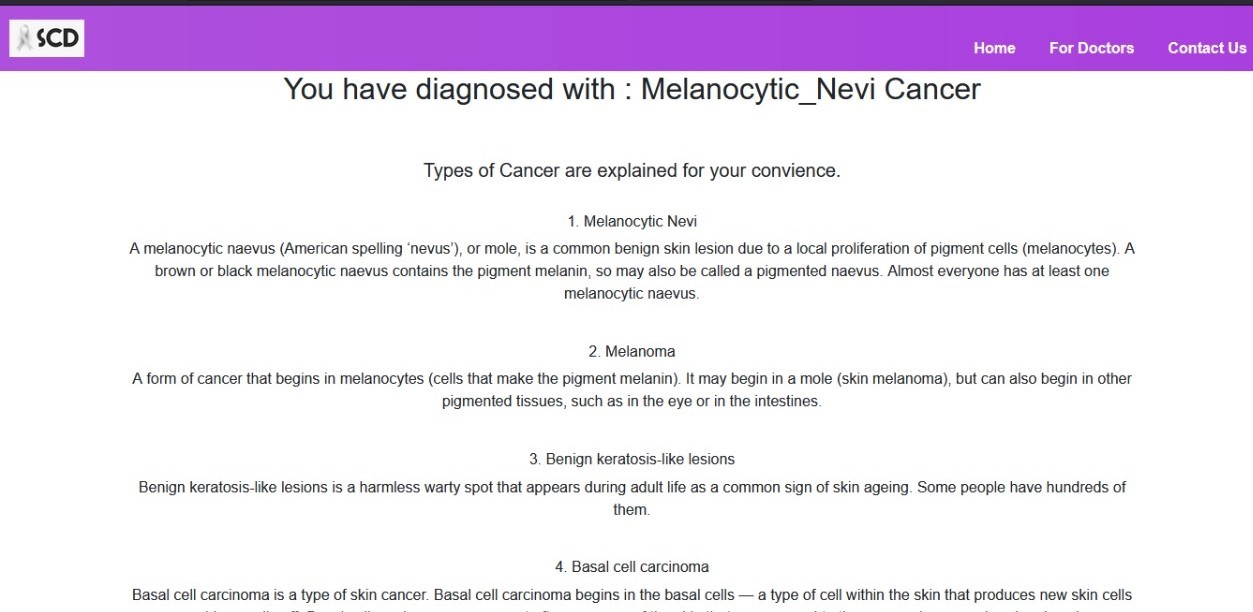 SCD
Home
For Doctors
Contact Us
You have diagnosed with : Melanocytic_Nevi Cancer
Types of Cancer are explained for your convience.
1. Melanocytic Nevi
A melanocytic naevus (American spelling ‘nevus’), or mole, is a common benign skin lesion due to a local proliferation of pigment cells (melanocytes). A
brown or black melanocytic naevus contains the pigment melanin, so may also be called a pigmented naevus. Almost everyone has at least one
melanocytic naevus.
2. Melanoma
A form of cancer that begins in melanocytes (cells that make the pigment melanin). It may begin in a mole (skin melanoma), but can also begin in other
pigmented tissues, such as in the eye or in the intestines.
3. Benign keratosis-like lesions
Benign keratosis-like lesions is a harmless warty spot that appears during adult life as a common sign of skin ageing. Some people have hundreds of
them.
4. Basal cell carcinoma
Basal cell carcinoma is a type of skin cancer. Basal cell carcinoma begins in the basal cells — a type of cell within the skin that produces new skin cells